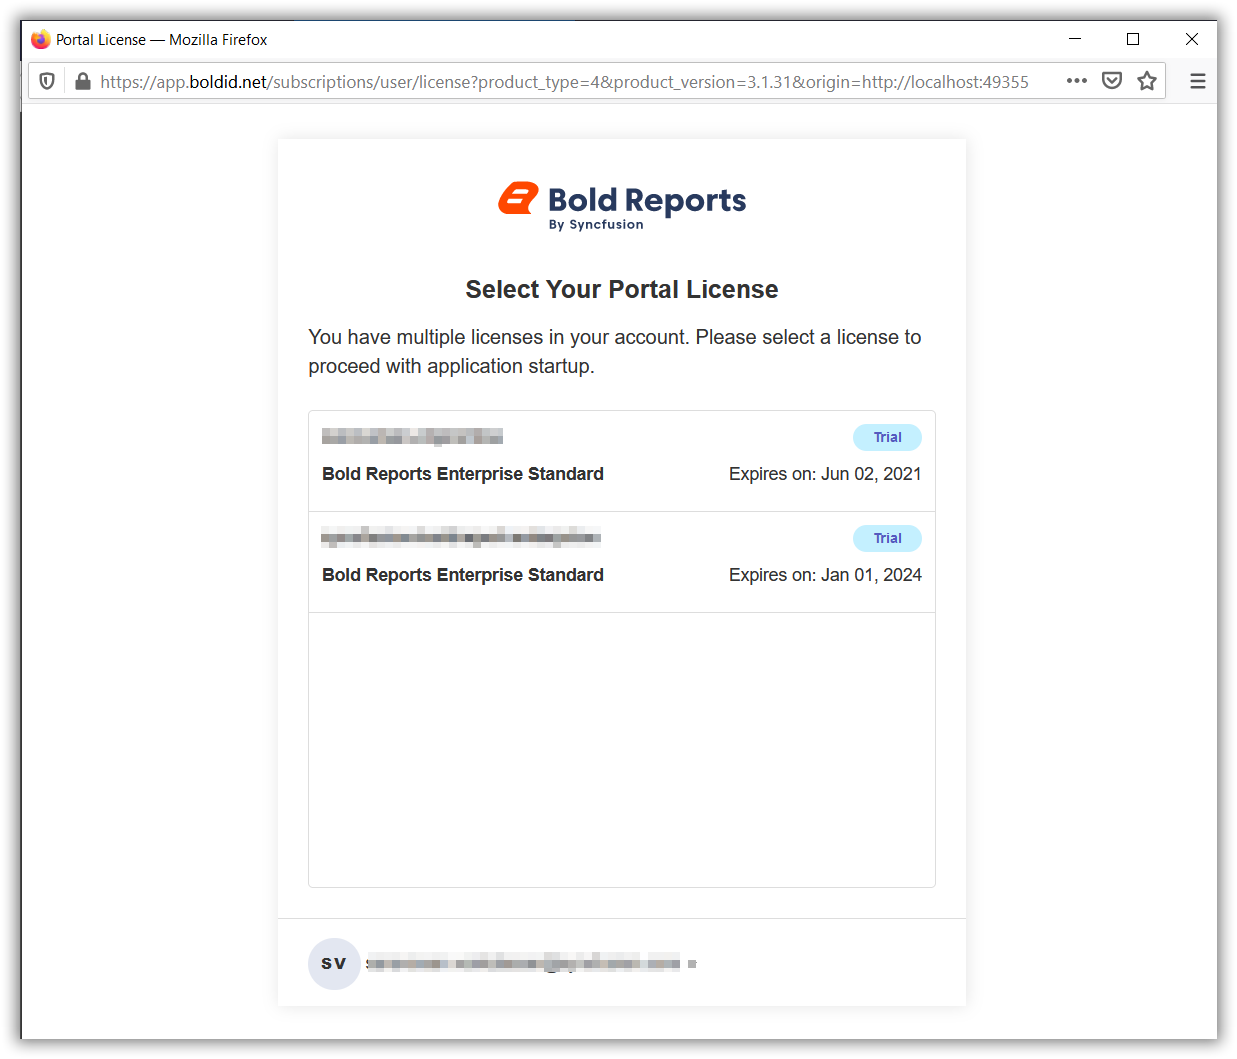 Portal License — Mozilla Firefox
https://app.boldid.net/subscriptions/user/license?product_type=4&product_version=3.1.31&origin=http://localhost:49355
Bold Reports
By Syncfusion
Select Your Portal License
You have multiple licenses in your account. Please select a license to
proceed with application startup.
Trial
Bold Reports Enterprise Standard Expires on: Jun 02, 2021
Trial
Bold Reports Enterprise Standard Expires on: Jan 01, 2024
SV